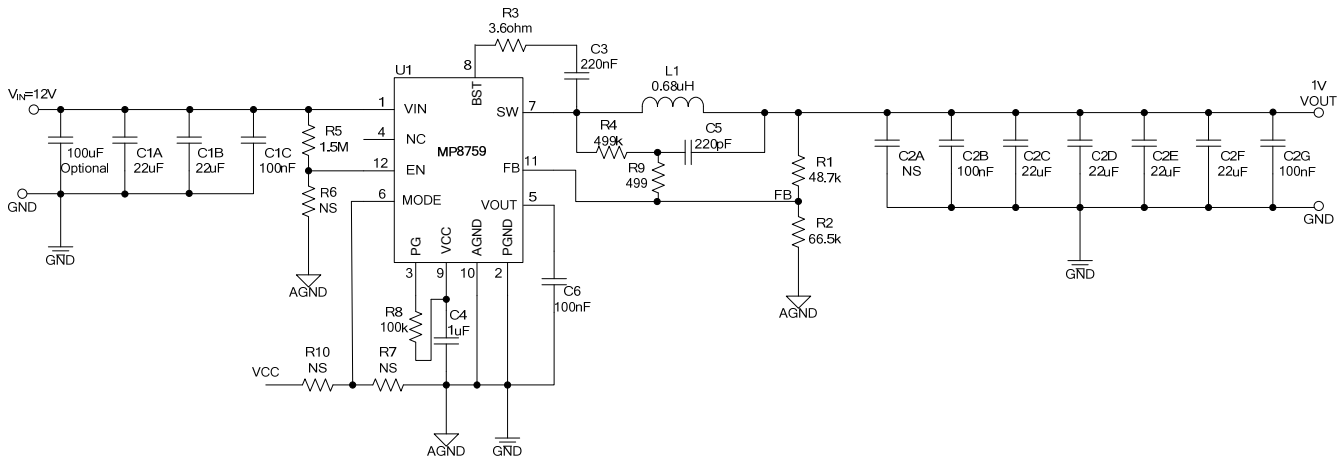 R3
3.6ohm
C3
220nF
U1
8
BST
VIN=12V
1
VIN
SW
7
L1
0.68uH
1V
VOUT
100uF
Optional
C1A
22uF
C1B
22uF
C1C
100nF
R5
1.5M
4
NC
MP8759
R4
499k
C5
220pF
12
EN
FB
11
R9
499
R1
48.7k
C2A
NS
C2B
100nF
C2C
22uF
C2D
22uF
C2E
22uF
C2F
22uF
C2G
100nF
R6
NS
6
MODE
VOUT
5
FB
GND
GND
R2
66.5k
PG
VCC
AGND
PGND
3
9
10
2
GND
AGND
C6
100nF
GND
AGND
R8
100k
C4
1uF
R10
NS
R7
NS
VCC
AGND
GND